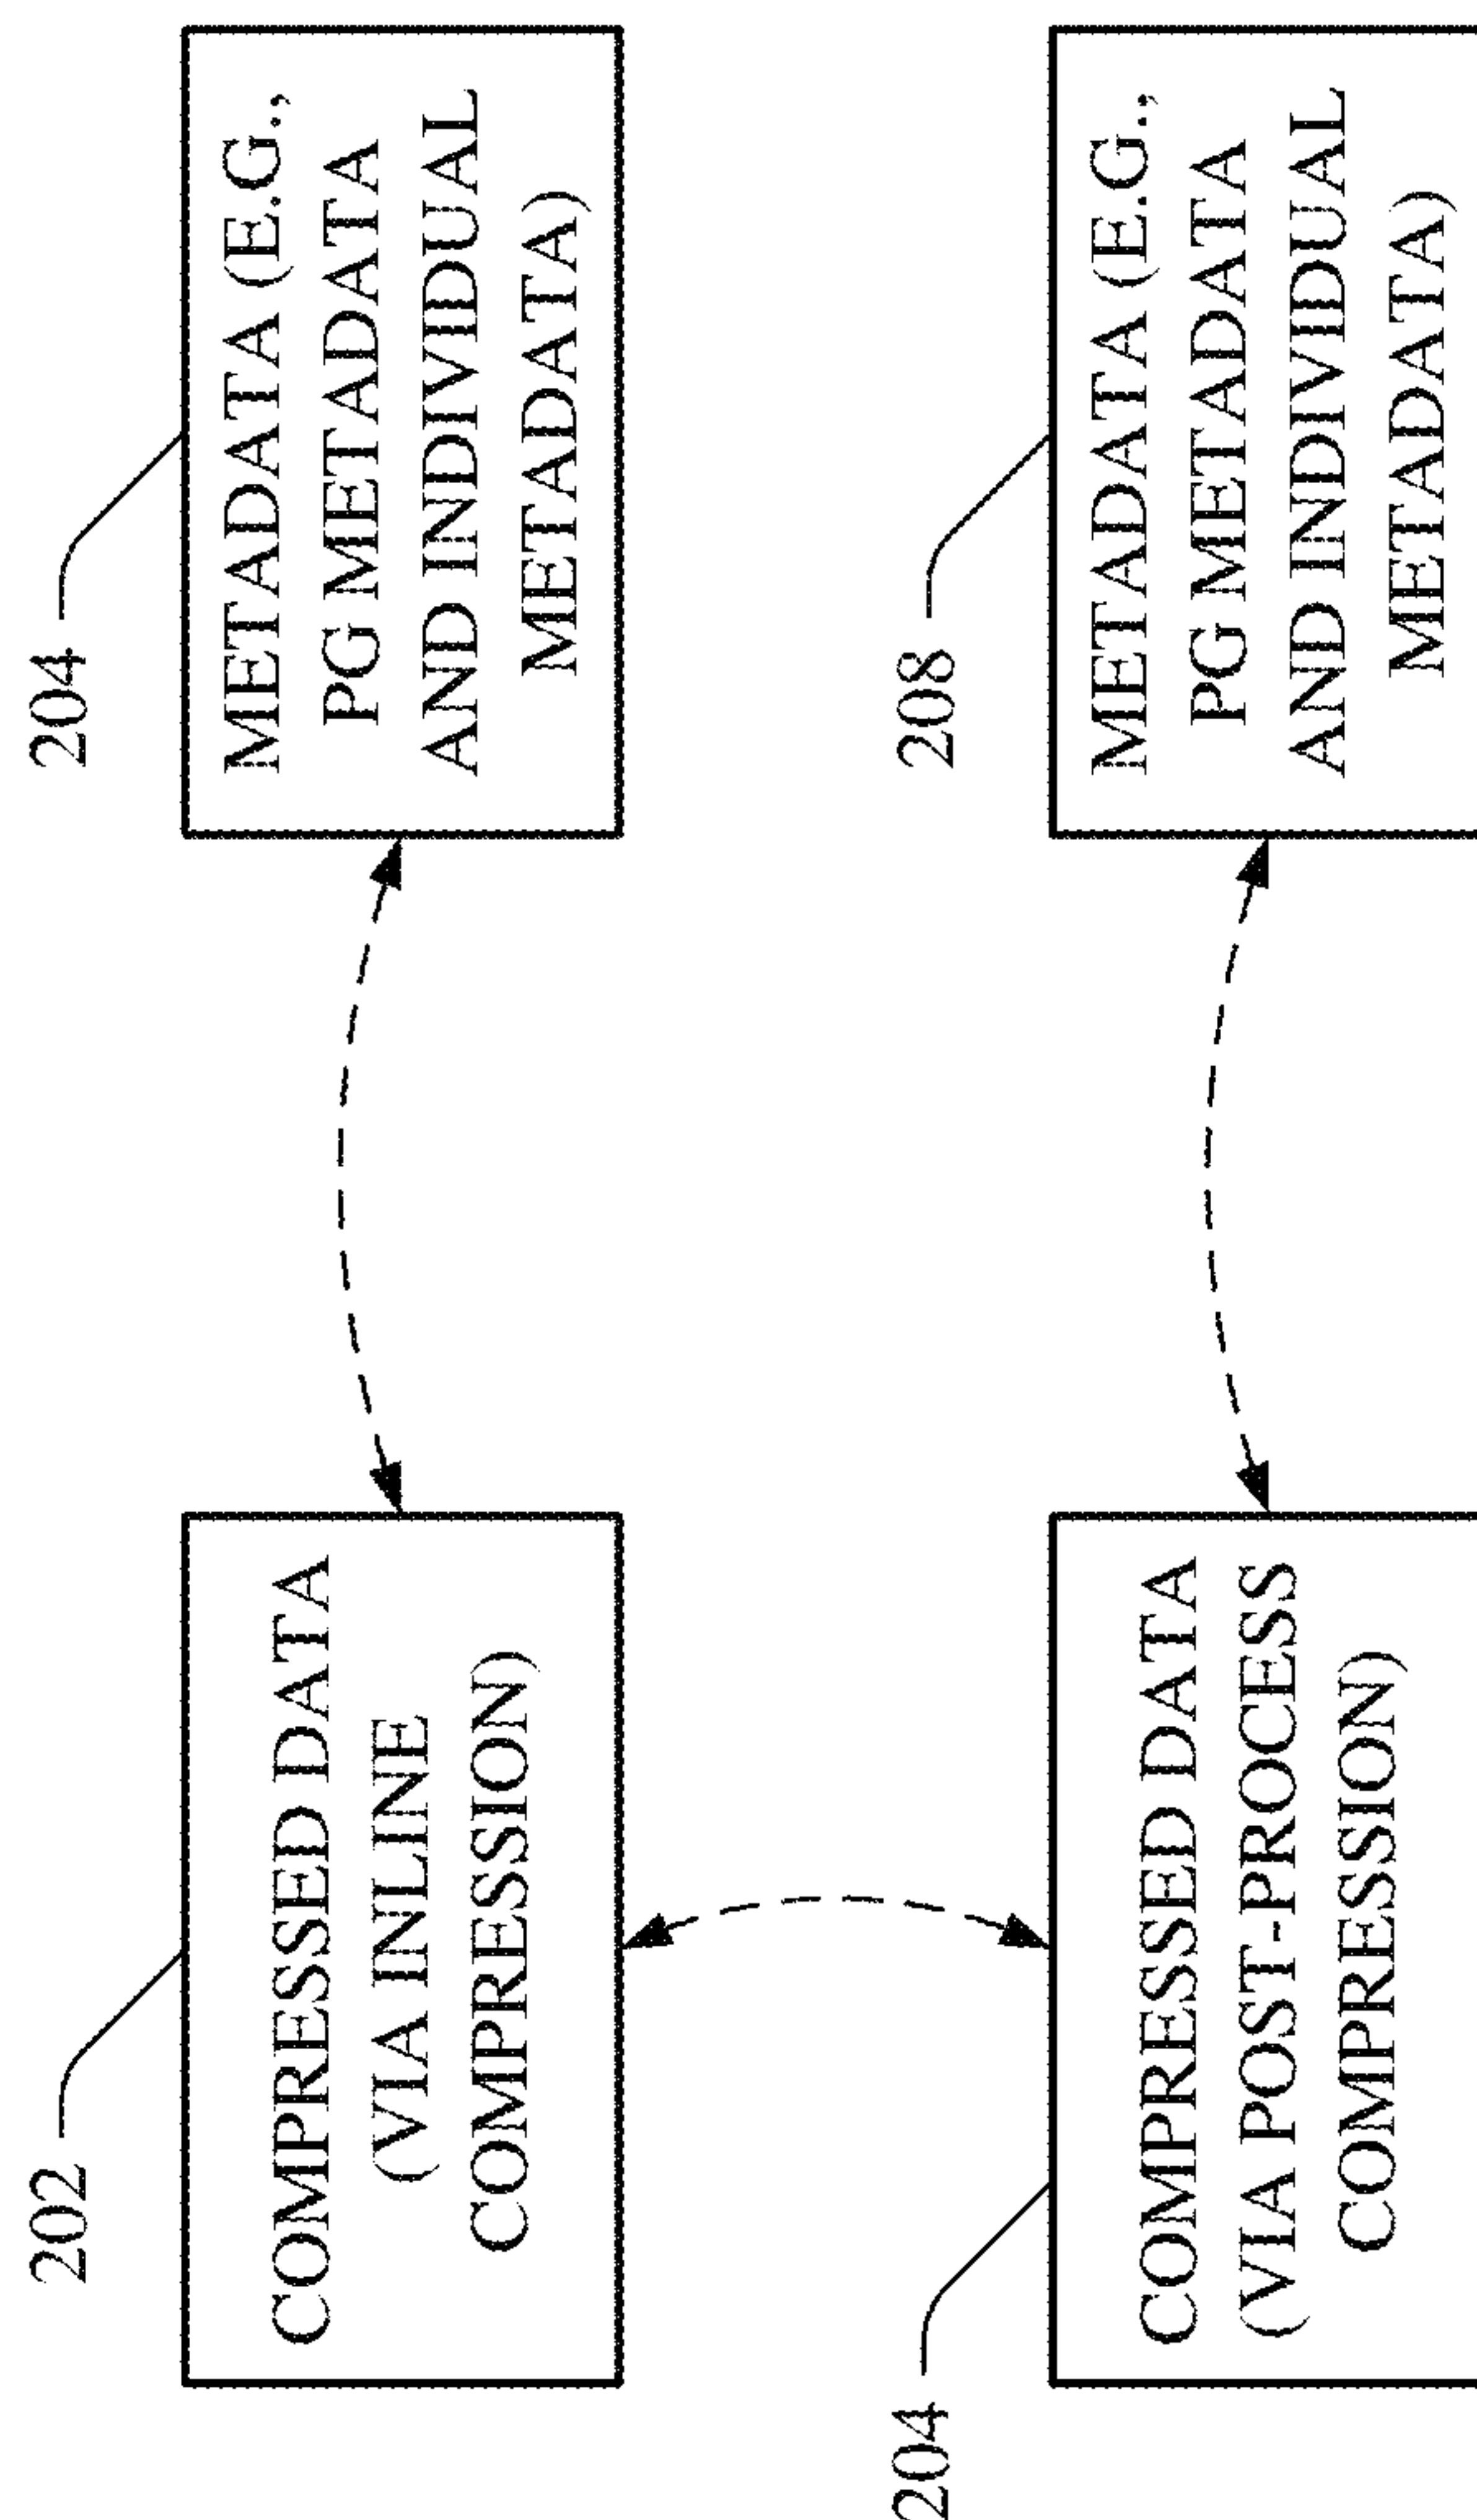 202
COMPRESSED DATA
(VIA INLINE
COMPRESSION)
204
METADATA (E.G.,
PG METADATA
AND INDIVIDUAL
METADATA)
204
COMPRESSED DATA
(VIA POST-PROCESS
COMPRESSION)
208
METADATA (E.G.,
PG METADATA
AND INDIVIDUAL
METADATA)